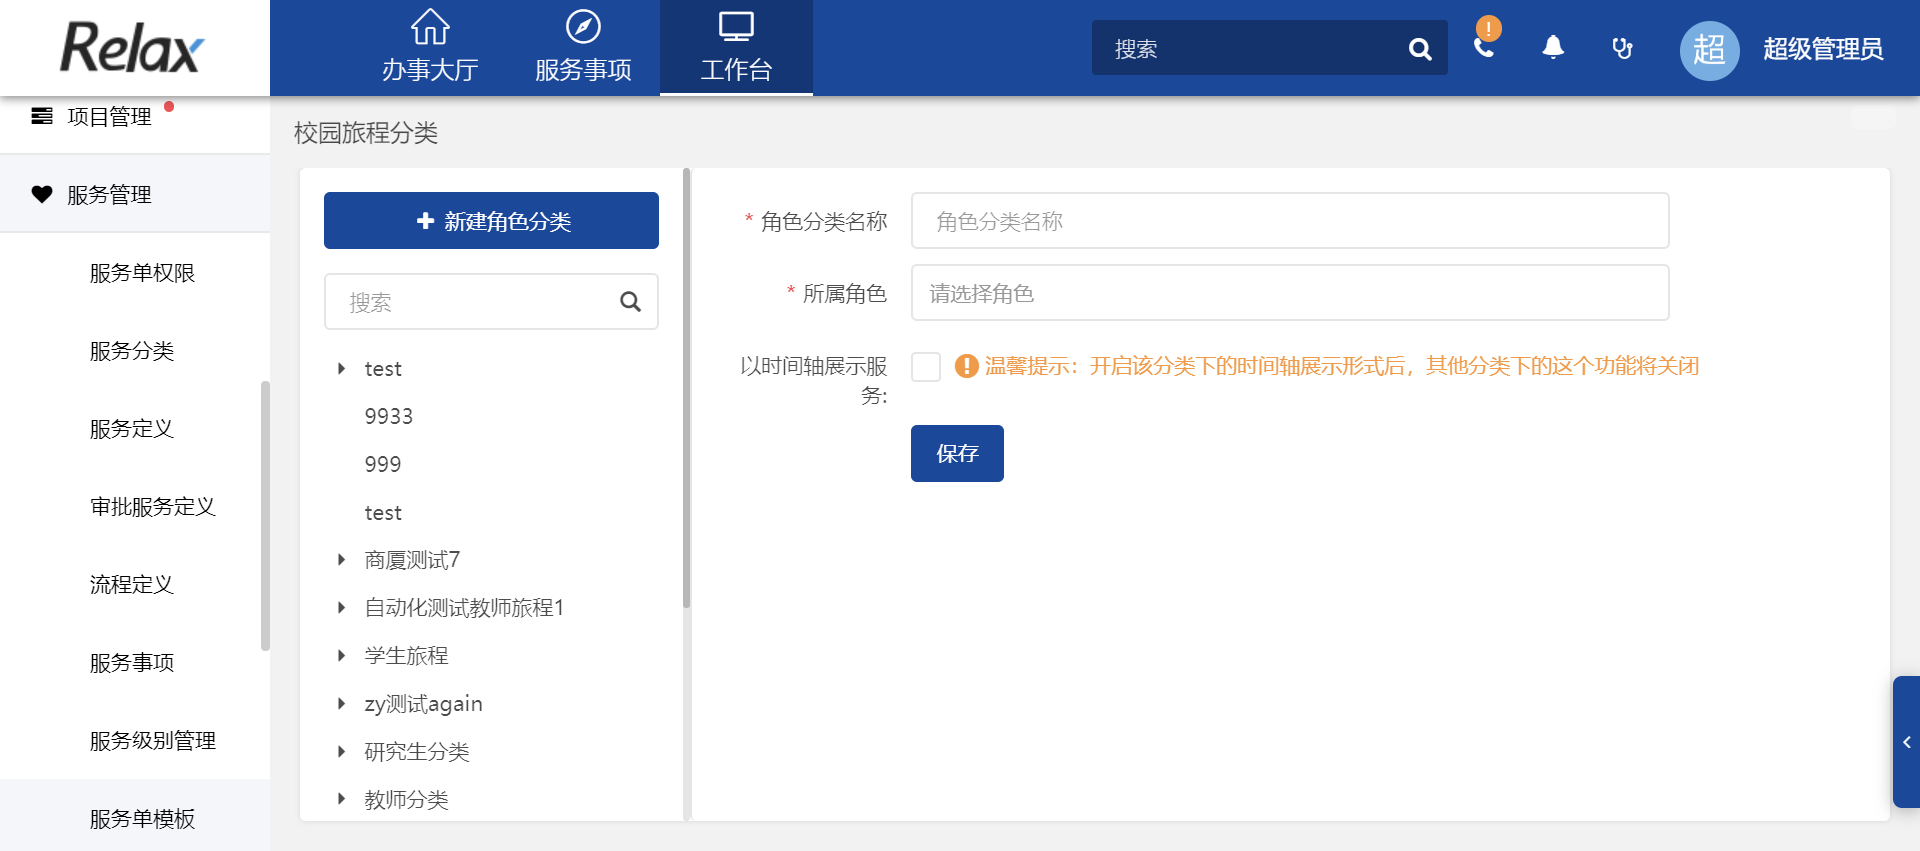 Relax
办事大厅
服务事项
工作台
搜索
!
超
超级管理员
项目管理
服务管理
服务单权限
服务分类
服务定义
审批服务定义
流程定义
服务事项
服务级别管理
服务单模板
校园旅程分类
新建角色分类
搜索
test
9933
999
test
商厦测试7
自动化测试教师旅程1
学生旅程
zy测试again
研究生分类
教师分类
* 角色分类名称
角色分类名称
* 所属角色
请选择角色
以时间轴展示服
务:
温馨提示：开启该分类下的时间轴展示形式后，其他分类下的这个功能将关闭
保存